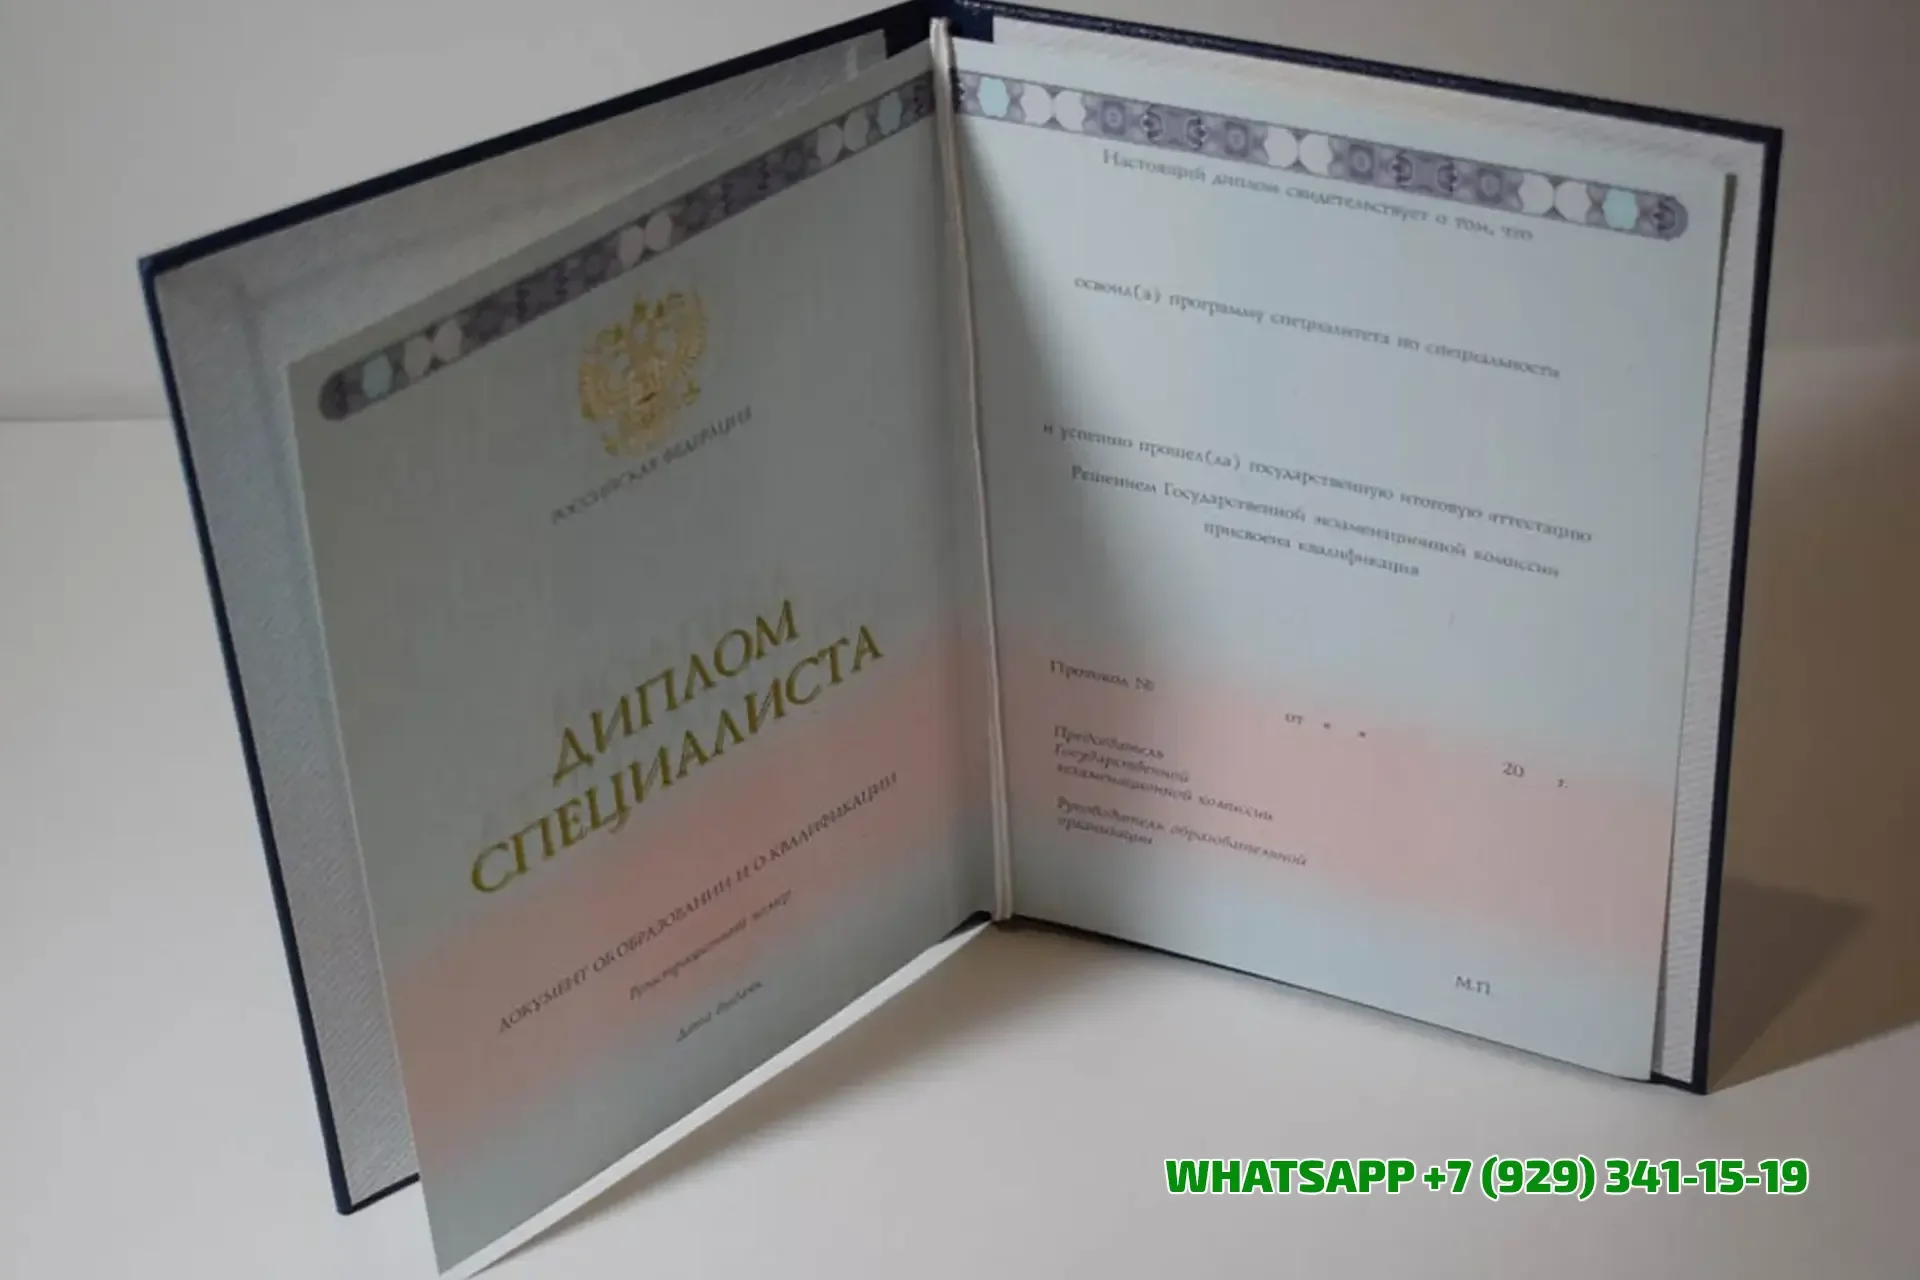 РОССИЙСКАЯ ФЕДЕРАЦИЯ
ДИПЛОМ
СПЕЦИАЛИСТА
ДОКУМЕНТ ОБ ОБРАЗОВАНИИ И О КВАЛИФИКАЦИИ
Регистрационный номер
Дата выдачи
Настоящий диплом свидетельствует о том, что
освоил(а) программу специалитета по специальности
и успешно прошел(ла) государственную итоговую аттестацию
Решением Государственной экзаменационной комиссии
присвоена квалификация
Протокол №
от « » 20 г.
Председатель
Государственной
экзаменационной комиссии
Руководитель образовательной
организации
М.П.
WHATSAPP +7 (929) 341-15-19